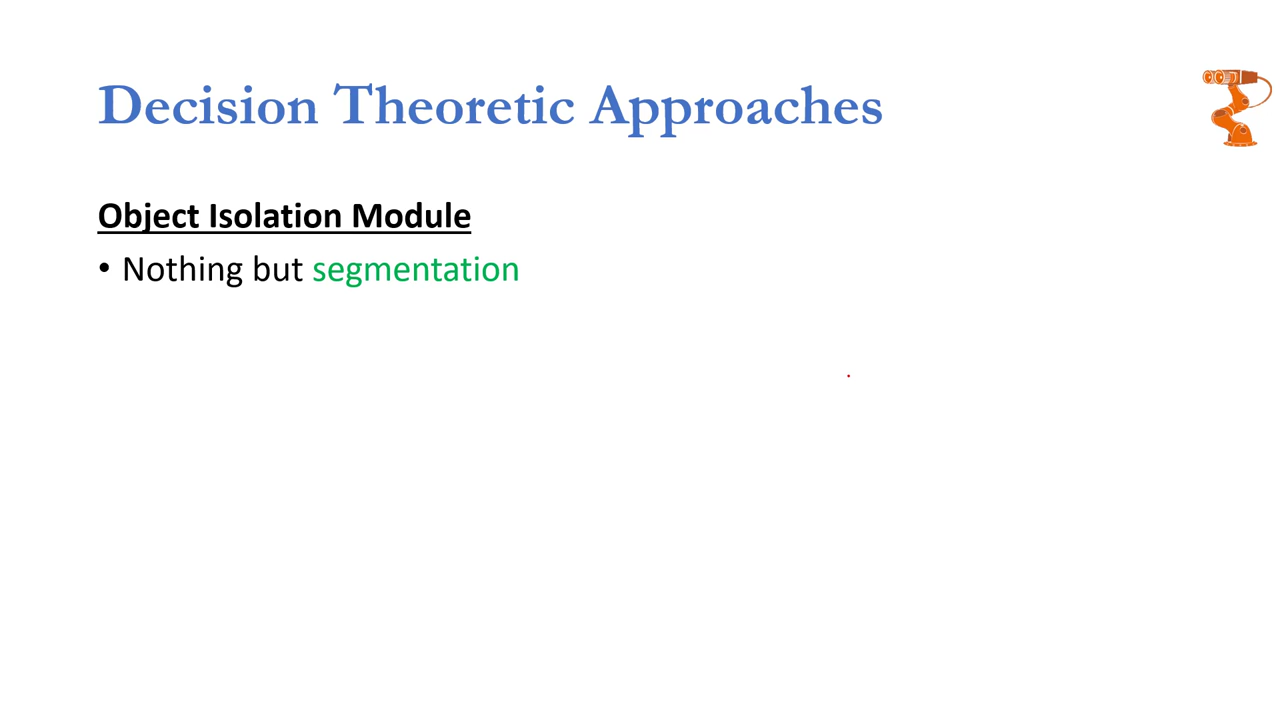 Decision Theoretic Approaches
Object Isolation Module
• Nothing but segmentation